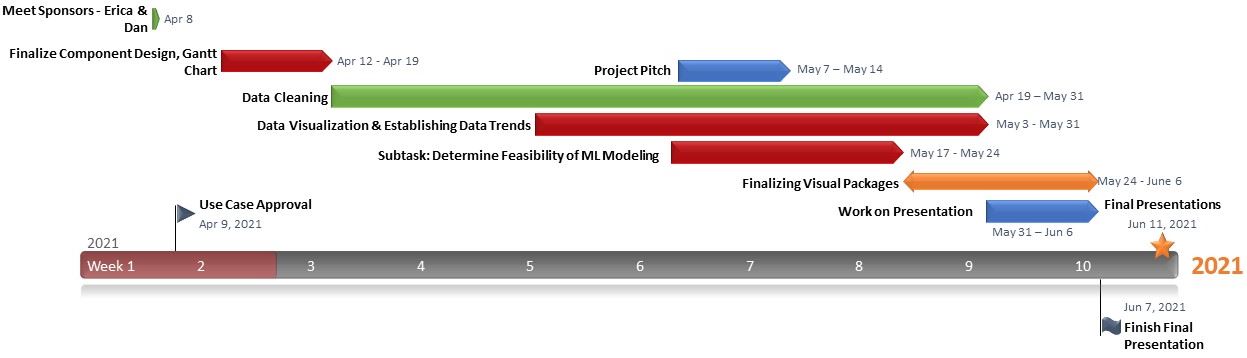 Meet Sponsors - Erica &
Dan
Apr 8
Finalize Component Design, Gantt
Chart
Apr 12 - Apr 19
Project Pitch
May 7 – May 14
Data Cleaning
Apr 19 – May 31
Data Visualization & Establishing Data Trends
May 3 - May 31
Subtask: Determine Feasibility of ML Modeling
May 17 - May 24
Finalizing Visual Packages
May 24 - June 6
Use Case Approval
Apr 9, 2021
Work on Presentation
May 31 – Jun 6
Final Presentations
Jun 11, 2021
2021
Week 1 2 3 4 5 6 7 8 9 10
2021
Jun 7, 2021
Finish Final
Presentation